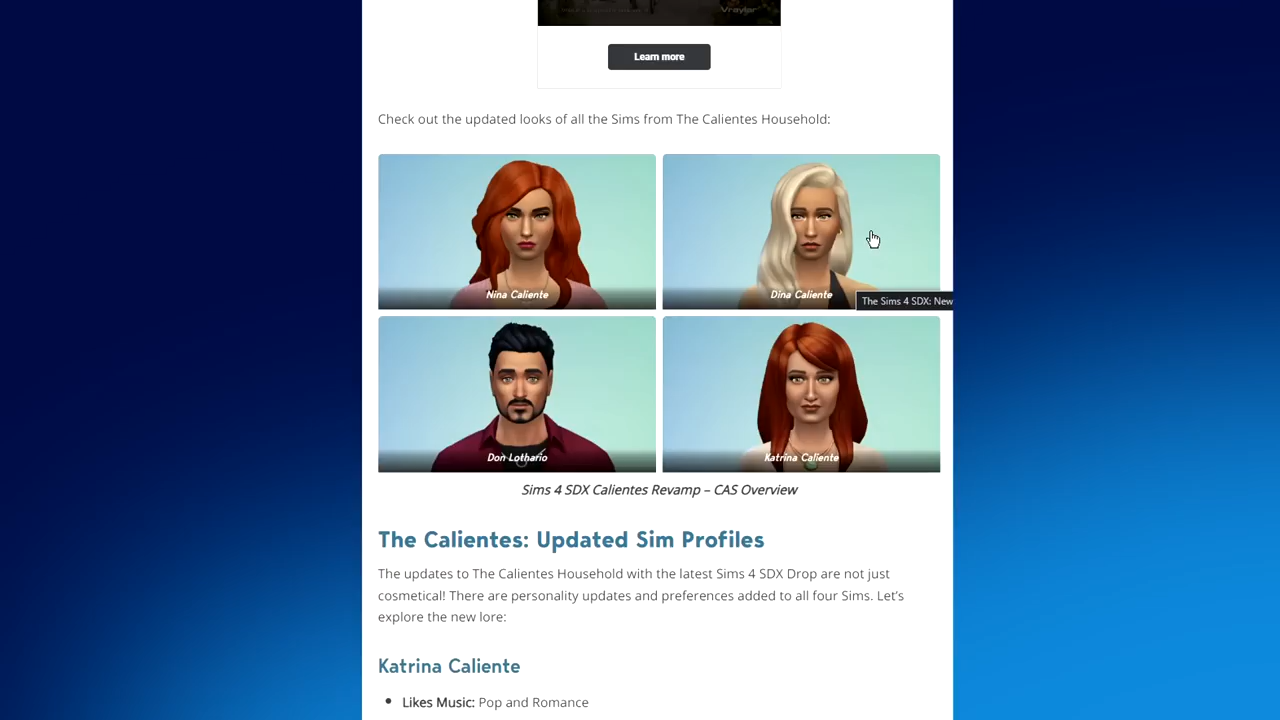 Vraylar
Learn more
Check out the updated looks of all the Sims from The Calientes Household:
Nina Caliente
Dina Caliente
The Sims 4 SDX: New
Don Lothario
Katrina Caliente
Sims 4 SDX Calientes Revamp – CAS Overview
The Calientes: Updated Sim Profiles
The updates to The Calientes Household with the latest Sims 4 SDX Drop are not just
cosmetical! There are personality updates and preferences added to all four Sims. Let's
explore the new lore:
Katrina Caliente
• Likes Music: Pop and Romance